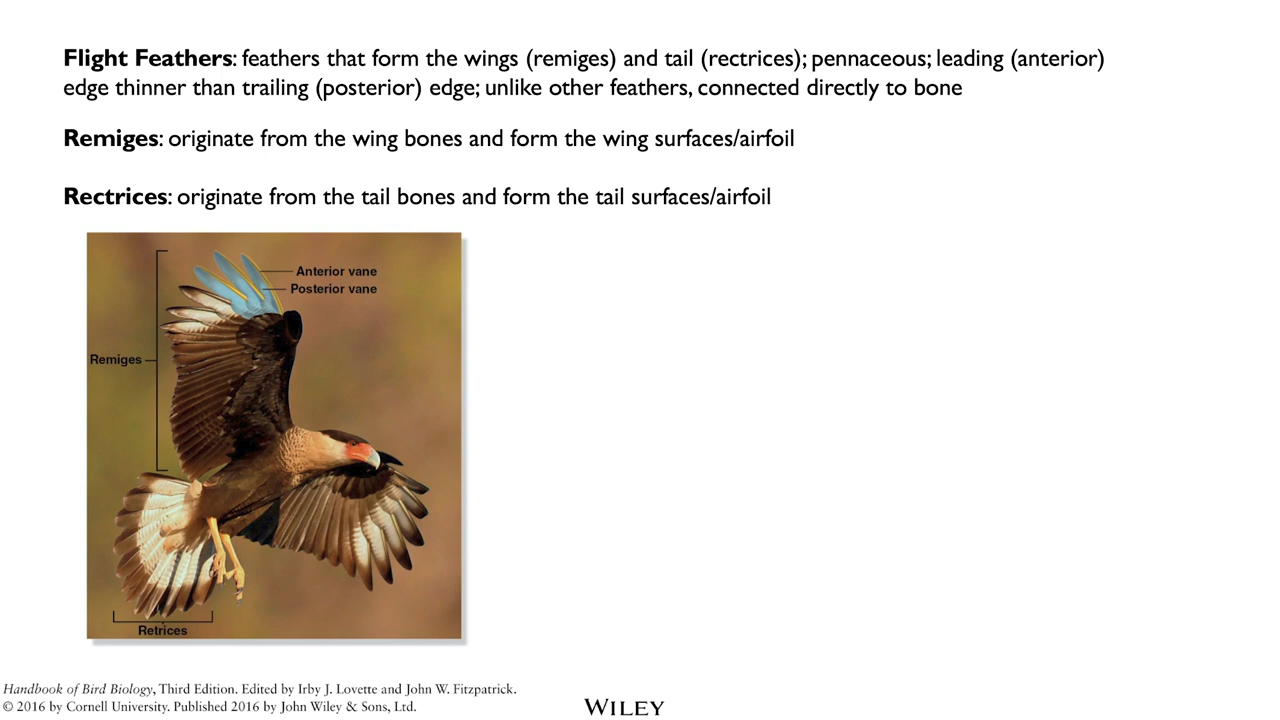 Flight Feathers: feathers that form the wings (remiges) and tail (rectrices); pennaceous; leading (anterior)
edge thinner than trailing (posterior) edge; unlike other feathers, connected directly to bone
Remiges: originate from the wing bones and form the wing surfaces/airfoil
Rectrices: originate from the tail bones and form the tail surfaces/airfoil
Anterior vane
Posterior vane
Remiges
Retrices
Handbook of Bird Biology, Third Edition. Edited by Irby J. Lovette and John W. Fitzpatrick.
© 2016 by Cornell University. Published 2016 by John Wiley & Sons, Ltd.
WILEY